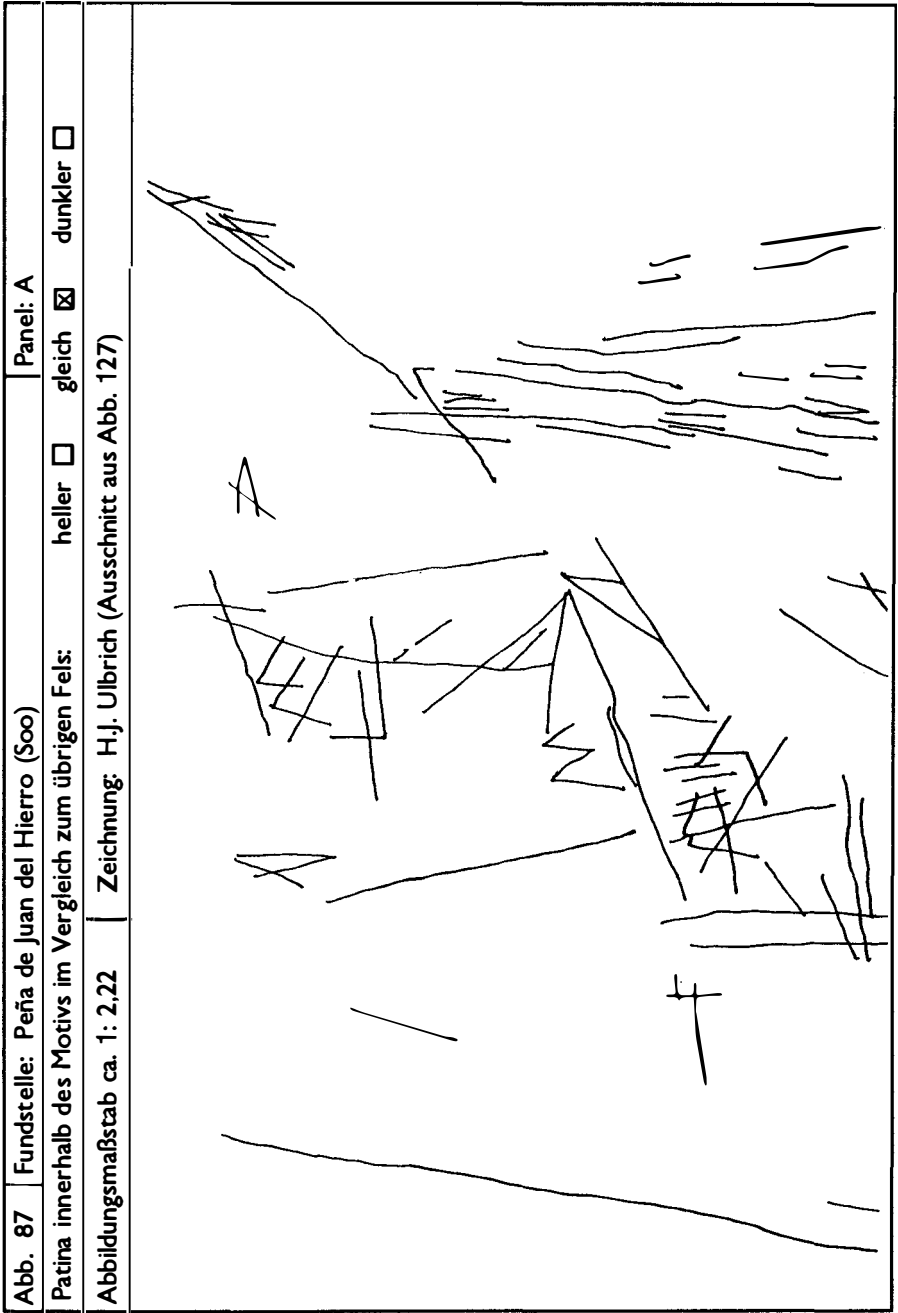 Abb. 87 Fundstelle: Peña de Juan del Hierro (Soo) Panel: A
Patina innerhalb des Motivs im Vergleich zum übrigen Fels: heller ☐ gleich ☒ dunkler ☐
Abbildungsmaßstab ca. 1: 2,22 Zeichnung: H.J. Ulbrich (Ausschnitt aus Abb. 127)